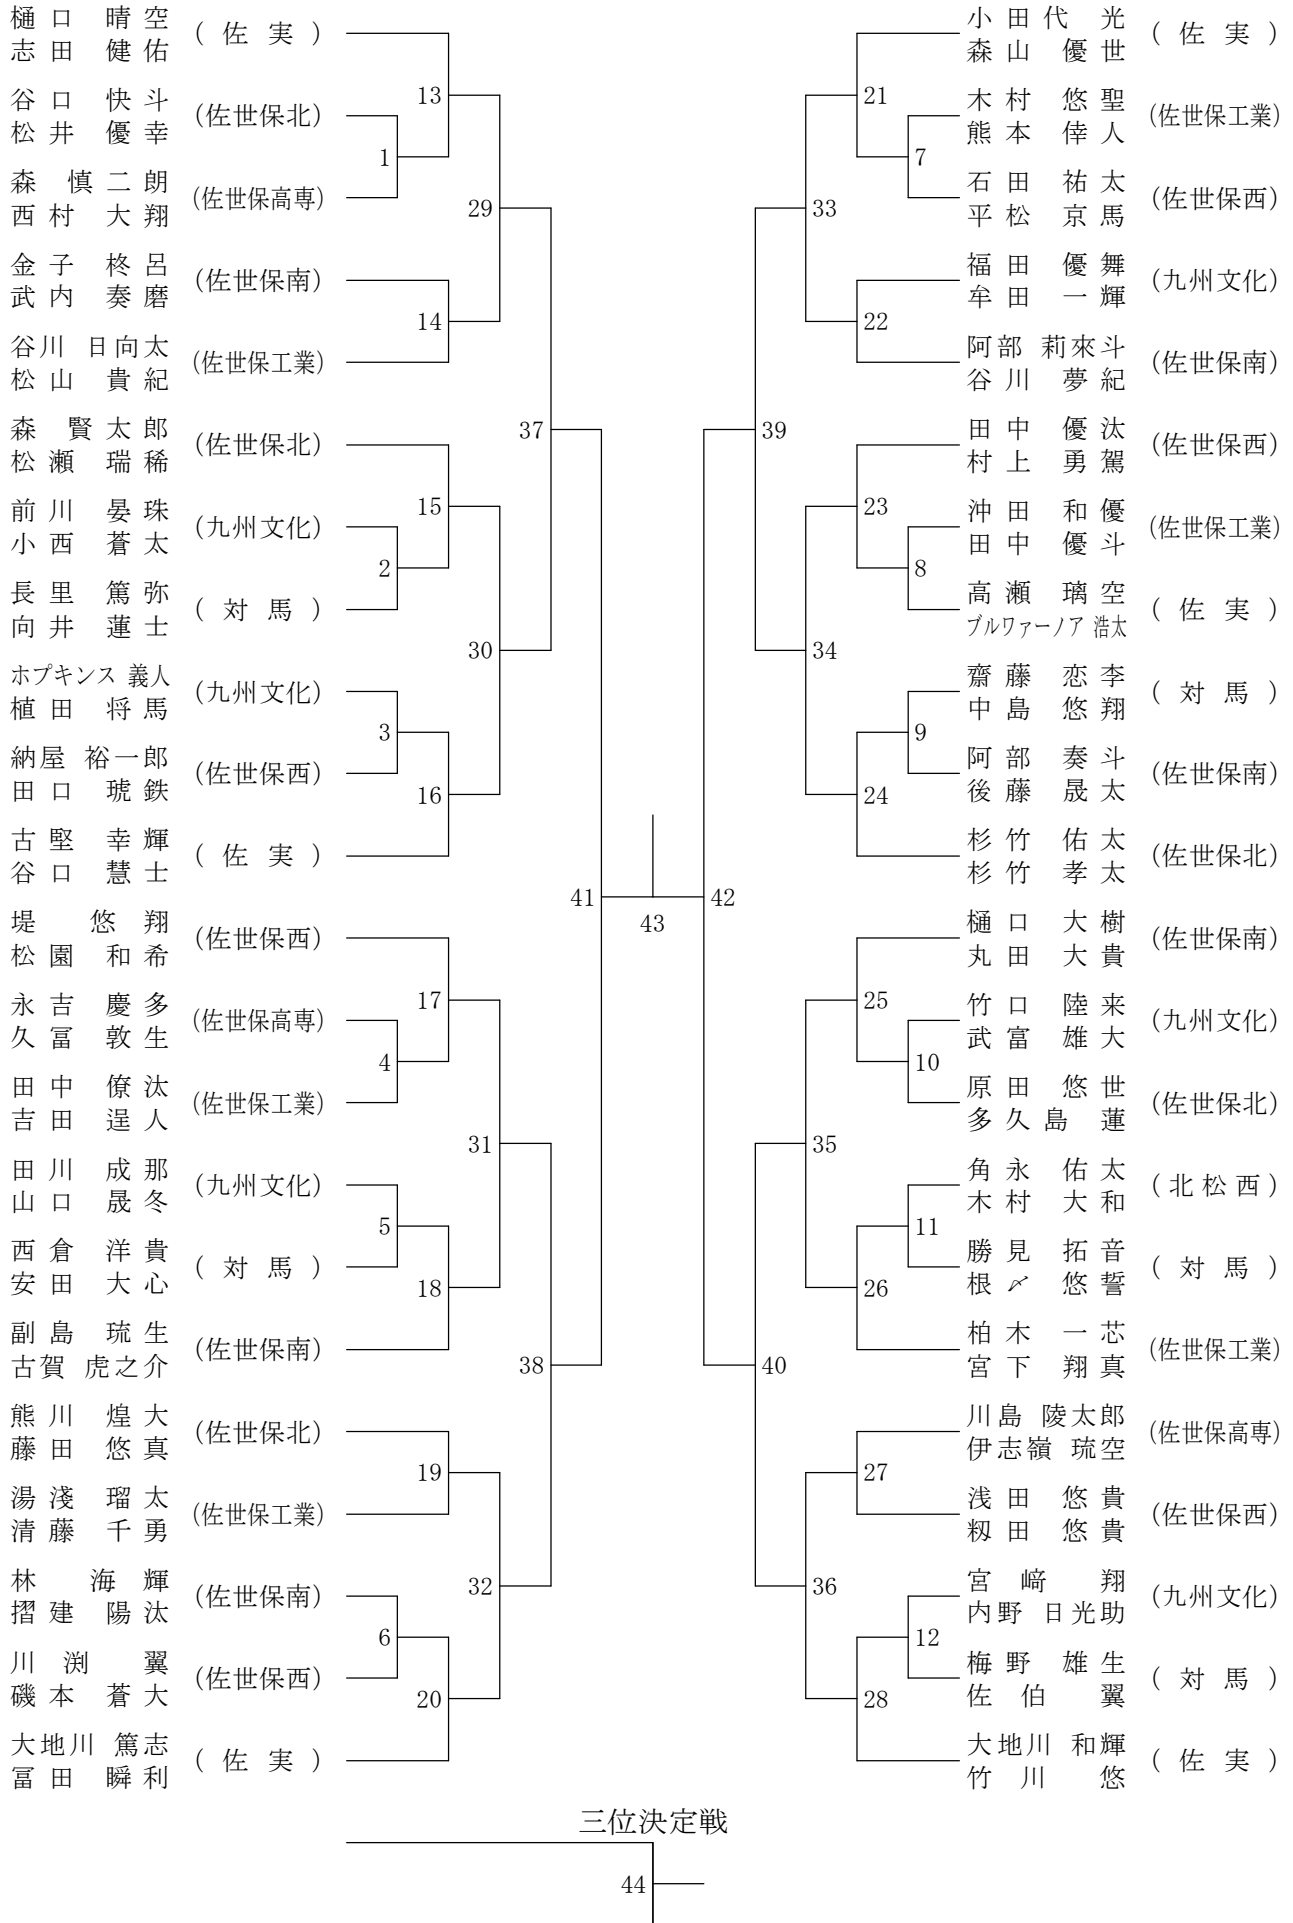 樋口 晴空
志田 健佑
(佐実)
谷口 快斗
松井 優幸
(佐世保北)
森 慎二朗
西村 大翔
(佐世保高専)
金子 柊呂
武内 奏磨
(佐世保南)
谷川 日向太
松山 貴紀
(佐世保工業)
森 賢太郎
松瀬 瑞稀
(佐世保北)
前川 晏珠
小西 蒼太
(九州文化)
長里 篤弥
向井 蓮士
(対馬)
ホプキンス 義人
植田 将馬
(九州文化)
納屋 裕一郎
田口 琥鉄
(佐世保西)
古堅 幸輝
谷口 慧士
(佐実)
堤 悠翔
松園 和希
(佐世保西)
永吉 慶多
久冨 敦生
(佐世保高専)
田中 僚汰
吉田 逞人
(佐世保工業)
田川 成那
山口 晟冬
(九州文化)
西倉 洋貴
安田 大心
(対馬)
副島 琉生
古賀 虎之介
(佐世保南)
熊川 煌大
藤田 悠真
(佐世保北)
湯淺 瑠太
清藤 千勇
(佐世保工業)
林 海輝
摺建 陽汰
(佐世保南)
川渕 翼
磯本 蒼大
(佐世保西)
大地川 篤志
冨田 瞬利
(佐実)
1
2
3
4
5
6
13
14
15
16
17
18
19
20
29
30
31
32
37
38
41
43
42
39
40
33
34
35
36
21
22
23
24
25
26
27
28
7
8
9
10
11
12
小田代 光
森山 優世
(佐実)
木村 悠聖
熊本 倖人
(佐世保工業)
石田 祐太
平松 京馬
(佐世保西)
福田 優舞
牟田 一輝
(九州文化)
阿部 莉來斗
谷川 夢紀
(佐世保南)
田中 優汰
村上 勇駕
(佐世保西)
沖田 和優
田中 優斗
(佐世保工業)
高瀬 璃空
ブルワァーノア 浩太
(佐実)
齋藤 恋李
中島 悠翔
(対馬)
阿部 奏斗
後藤 晟太
(佐世保南)
杉竹 佑太
杉竹 孝太
(佐世保北)
樋口 大樹
丸田 大貴
(佐世保南)
竹口 陸来
武富 雄大
(九州文化)
原田 悠世
多久島 蓮
(佐世保北)
角永 佑太
木村 大和
(北松西)
勝見 拓音
根〆 悠誓
(対馬)
柏木 一芯
宮下 翔真
(佐世保工業)
川島 陵太郎
伊志嶺 琉空
(佐世保高専)
浅田 悠貴
籾田 悠貴
(佐世保西)
宮﨑 翔
内野 日光助
(九州文化)
梅野 雄生
佐伯 翼
(対馬)
大地川 和輝
竹川 悠
(佐実)
三位決定戦
44